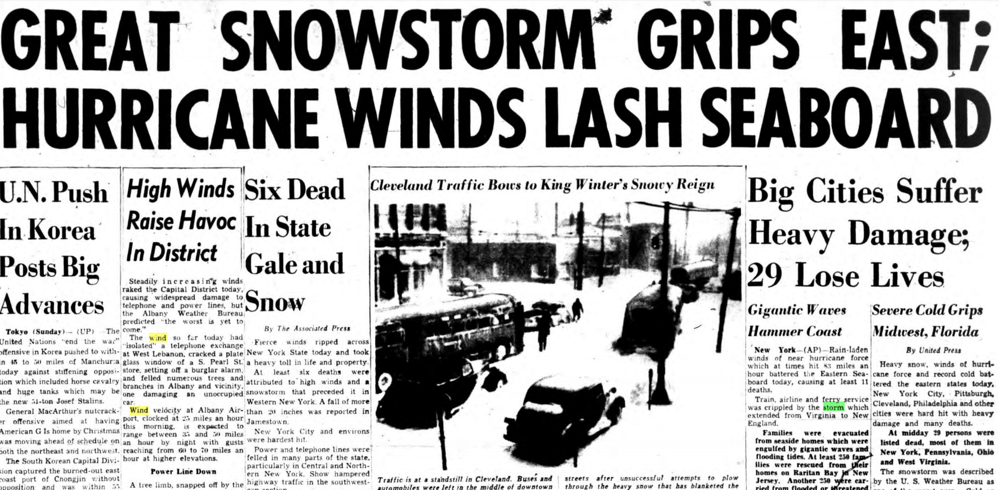 GREAT SNOWSTORM GRIPS EAST;
HURRICANE WINDS LASH SEABOARD
U.N. Push
In Korea
Posts Big
Advances
Tokyo (Sunday)— (UP) —The
United Nations "end the war"
offensive in Korea pushed to with-
in 45 to 50 miles of Manchuria
today against stiffening opposi-
tion which included horse cavalry
and huge tanks which may be
the new 51-ton Josef Stalins.
General MacArthur's nutcrack-
er offensive aimed at having
American G Is home by Christmas
was moving ahead of schedule on
both the northeast and northwest.
The South Korean Capital Divi-
sion captured the burned-out east
coast port of Chongjin without
opposition and was within
High Winds
Raise Havoc
In District
Steadily increasing winds
raked the Capital District today,
causing widespread damage to
telephone and power lines, but
the Albany Weather Bureau
predicted "the worst is yet to
come."
The wind so far today had
"isolated" a telephone exchange
at West Lebanon, cracked a plate
glass window of a S. Pearl St.
store, setting off a burglar alarm,
and felled numerous trees and
branches in Albany and vicinity,
one damaging an unoccupied
car.
Wind velocity at Albany Air-
port, clocked at 25 miles an hour
this morning, is expected to
range between 35 and 50 miles
an hour by night with gusts
reaching from 60 to 70 miles an
hour at higher elevations.
Power Line Down
A tree limb, snapped off by the
Six Dead
In State
Gale and
Snow
By The Associated Press
Fierce winds ripped across
New York State today and took
a heavy toll in life and property.
At least six deaths were
attributed to high winds and a
snowstorm that preceded it in
Western New York. A fall of more
than 20 inches was reported in
Jamestown.
New York City and environs
were hardest hit.
Power and telephone lines were
felled in many parts of the state,
particularly in Central and North-
ern New York. Show hampered
highway traffic in the southwest-
ern section.
Cleveland Traffic Bows to King Winter's Snowy Reign
Traffic is at a standstill in Cleveland. Buses and
automobiles were left in the middle of downtown
streets after unsuccessful attempts to plow
through the heavy snow that has blanketed the
Big Cities Suffer
Heavy Damage;
29 Lose Lives
Gigantic Waves
Hammer Coast
New York—(AP)—Rain-laden
winds of near hurricane force
which at times hit 83 miles an
hour battered the Eastern Sea-
board today, causing at least 11
deaths.
Train, airline and ferry service
was crippled by the storm which
extended from Virginia to New
England.
Families were evacuated
from seaside homes which were
engulfed by gigantic waves and
flooding tides. At least 250 fam-
ilies were rescued from their
homes on Raritan Bay in New
Jersey. Another 250 were car-
ried from flooded or threatened
Severe Cold Grips
Midwest, Florida
By United Press
Heavy snow, winds of hurri-
cane force and record cold bat-
tered the eastern states today.
New York City, Pittsburgh,
Cleveland, Philadelphia and other
cities were hard hit with heavy
damage and many deaths.
At midday 29 persons were
listed dead, most of them in
New York, Pennsylvania, Ohio
and West Virginia.
The snowstorm was described
by the U. S. Weather Bureau as